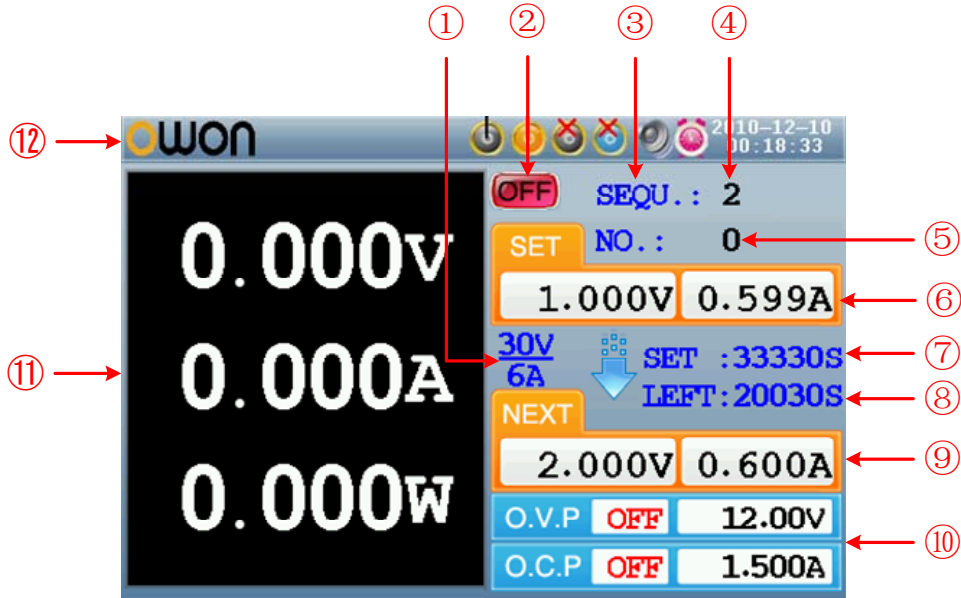 ① ② ③ ④
⑫ owon 2010-12-10
00:18:33
OFF SEQU.: 2
SET NO.: 0 ⑤
0.000V
1.000V 0.599A ⑥
30V
6A
SET :33330S ⑦
⑪ 0.000A
LEFT:20030S ⑧
NEXT
2.000V 0.600A ⑨
0.000W
O.V.P OFF 12.00V
⑩
O.C.P OFF 1.500A